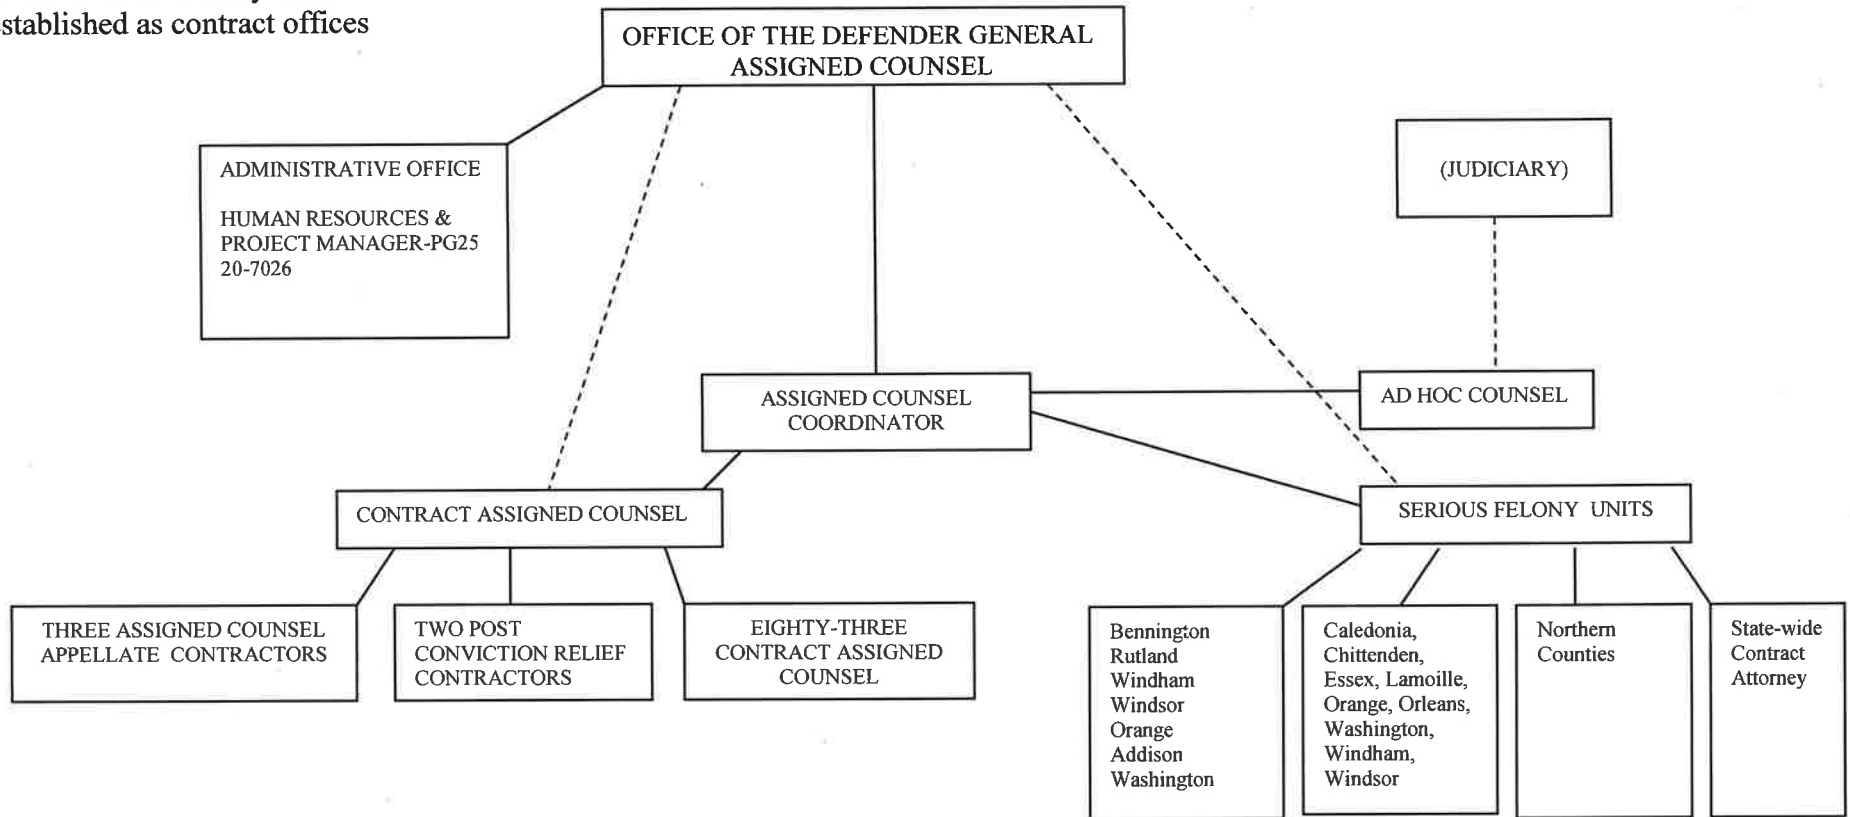 established as contract offices
OFFICE OF THE DEFENDER GENERAL
ASSIGNED COUNSEL
ADMINISTRATIVE OFFICE
HUMAN RESOURCES &
PROJECT MANAGER-PG25
20-7026
(JUDICIARY)
ASSIGNED COUNSEL
COORDINATOR
AD HOC COUNSEL
CONTRACT ASSIGNED COUNSEL
SERIOUS FELONY UNITS
THREE ASSIGNED COUNSEL
APPELLATE CONTRACTORS
TWO POST
CONVICTION RELIEF
CONTRACTORS
EIGHTY-THREE
CONTRACT ASSIGNED
COUNSEL
Bennington
Rutland
Windham
Windsor
Orange
Addison
Washington
Caledonia,
Chittenden,
Essex, Lamoille,
Orange, Orleans,
Washington,
Windham,
Windsor
Northern
Counties
State-wide
Contract
Attorney